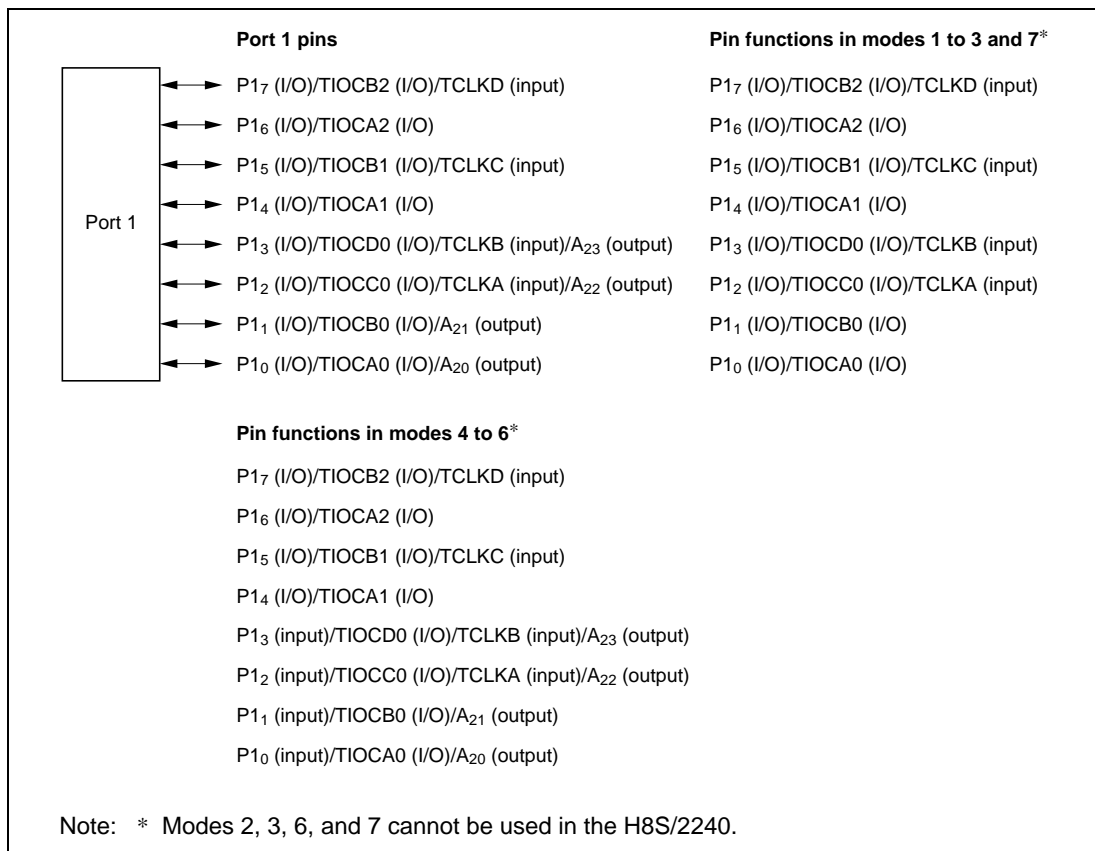 Port 1 pins
Pin functions in modes 1 to 3 and 7*
Port 1
P1₇ (I/O)/TIOCB2 (I/O)/TCLKD (input)
P1₆ (I/O)/TIOCA2 (I/O)
P1₅ (I/O)/TIOCB1 (I/O)/TCLKC (input)
P1₄ (I/O)/TIOCA1 (I/O)
P1₃ (I/O)/TIOCD0 (I/O)/TCLKB (input)/A₂₃ (output)
P1₂ (I/O)/TIOCC0 (I/O)/TCLKA (input)/A₂₂ (output)
P1₁ (I/O)/TIOCB0 (I/O)/A₂₁ (output)
P1₀ (I/O)/TIOCA0 (I/O)/A₂₀ (output)
P1₇ (I/O)/TIOCB2 (I/O)/TCLKD (input)
P1₆ (I/O)/TIOCA2 (I/O)
P1₅ (I/O)/TIOCB1 (I/O)/TCLKC (input)
P1₄ (I/O)/TIOCA1 (I/O)
P1₃ (I/O)/TIOCD0 (I/O)/TCLKB (input)
P1₂ (I/O)/TIOCC0 (I/O)/TCLKA (input)
P1₁ (I/O)/TIOCB0 (I/O)
P1₀ (I/O)/TIOCA0 (I/O)
Pin functions in modes 4 to 6*
P1₇ (I/O)/TIOCB2 (I/O)/TCLKD (input)
P1₆ (I/O)/TIOCA2 (I/O)
P1₅ (I/O)/TIOCB1 (I/O)/TCLKC (input)
P1₄ (I/O)/TIOCA1 (I/O)
P1₃ (input)/TIOCD0 (I/O)/TCLKB (input)/A₂₃ (output)
P1₂ (input)/TIOCC0 (I/O)/TCLKA (input)/A₂₂ (output)
P1₁ (input)/TIOCB0 (I/O)/A₂₁ (output)
P1₀ (input)/TIOCA0 (I/O)/A₂₀ (output)
Note: * Modes 2, 3, 6, and 7 cannot be used in the H8S/2240.